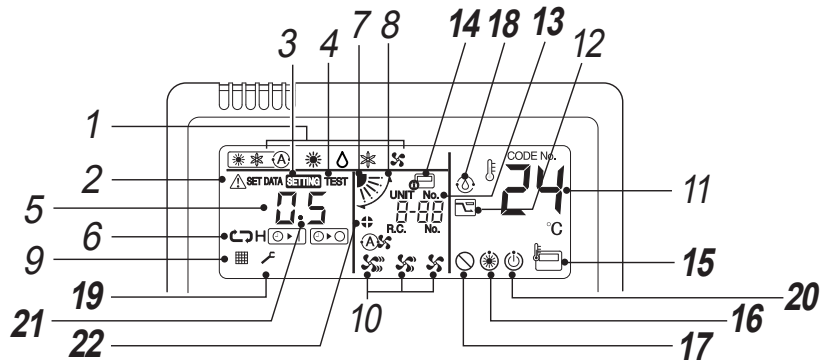 7 8 14 18 13 12
3 4
1
CODE No.
A
2 SET DATA SETTING TEST
UNIT No.
24 11
5 0.5
8-88
R.C. No.
°C
6 H
A
9
15
19 10 16 20
21 17
22